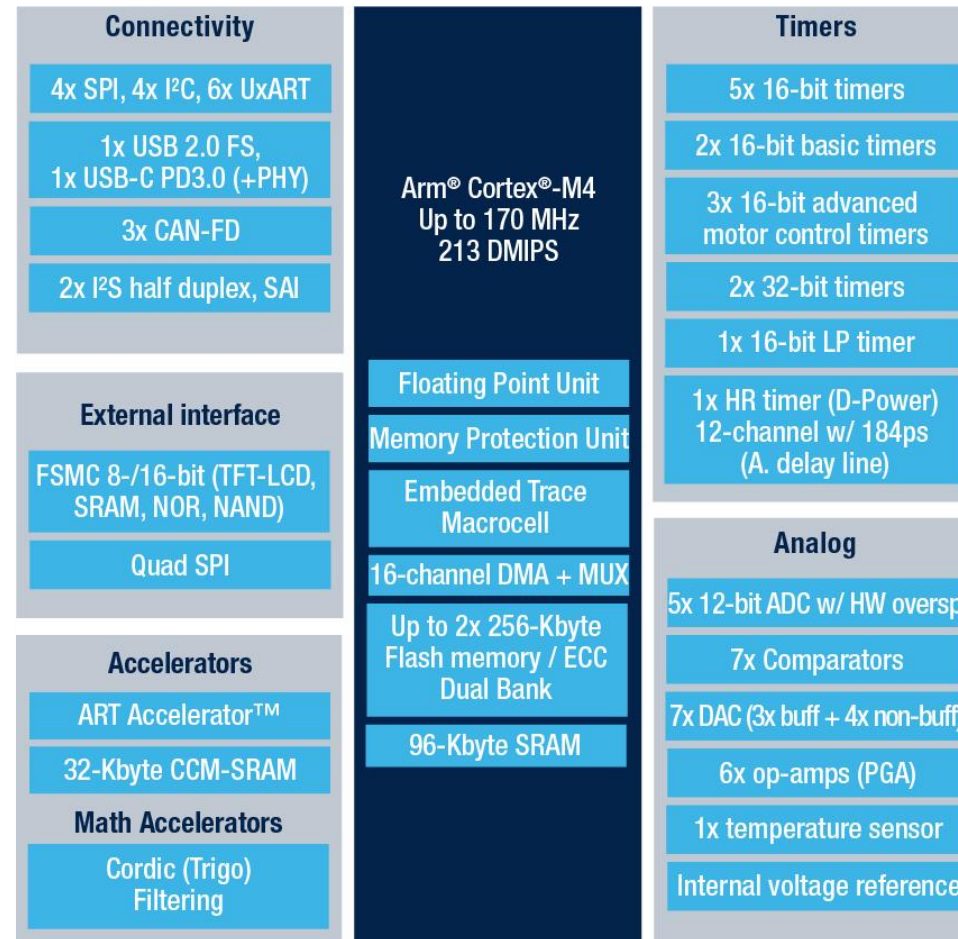 Connectivity
4x SPI, 4x I²C, 6x UxART
1x USB 2.0 FS,
1x USB-C PD3.0 (+PHY)
3x CAN-FD
2x I²S half duplex, SAI
External interface
FSMC 8-/16-bit (TFT-LCD,
SRAM, NOR, NAND)
Quad SPI
Accelerators
ART Accelerator™
32-Kbyte CCM-SRAM
Math Accelerators
Cordic (Trigo)
Filtering
Arm® Cortex®-M4
Up to 170 MHz
213 DMIPS
Floating Point Unit
Memory Protection Unit
Embedded Trace
Macrocell
16-channel DMA + MUX
Up to 2x 256-Kbyte
Flash memory / ECC
Dual Bank
96-Kbyte SRAM
Timers
5x 16-bit timers
2x 16-bit basic timers
3x 16-bit advanced
motor control timers
2x 32-bit timers
1x 16-bit LP timer
1x HR timer (D-Power)
12-channel w/ 184ps
(A. delay line)
Analog
5x 12-bit ADC w/ HW oversp
7x Comparators
7x DAC (3x buff + 4x non-buff)
6x op-amps (PGA)
1x temperature sensor
Internal voltage reference